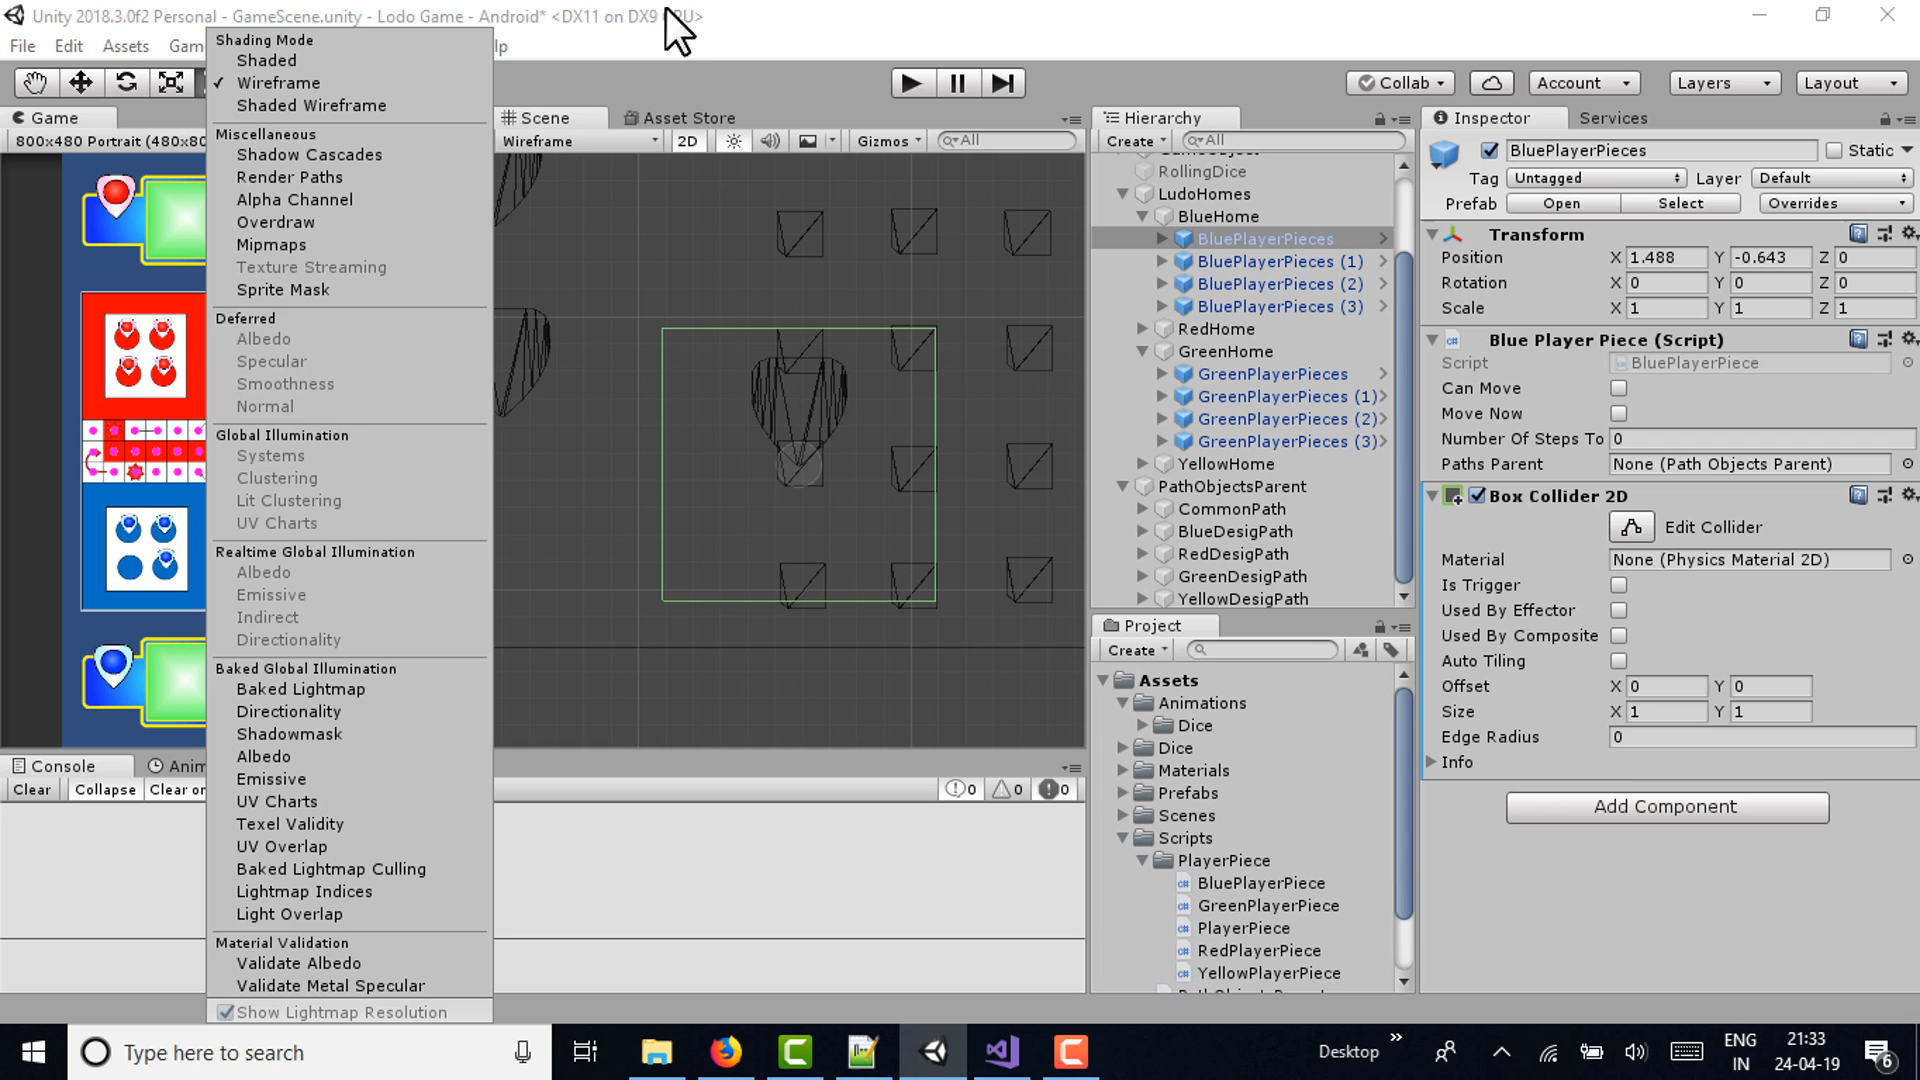 Unity 2018.3.0f2 Personal - GameScene.unity - Lodo Game - Android* <DX11 on DX9 GPU>
File Edit Assets Gam lp
Collab Account Layers Layout
Game
800x480 Portrait (480x80
Shading Mode
Shaded
Wireframe
Shaded Wireframe
Miscellaneous
Shadow Cascades
Render Paths
Alpha Channel
Overdraw
Mipmaps
Texture Streaming
Sprite Mask
Deferred
Albedo
Specular
Smoothness
Normal
Global Illumination
Systems
Clustering
Lit Clustering
UV Charts
Realtime Global Illumination
Albedo
Emissive
Indirect
Directionality
Baked Global Illumination
Baked Lightmap
Directionality
Shadowmask
Albedo
Emissive
UV Charts
Texel Validity
UV Overlap
Baked Lightmap Culling
Lightmap Indices
Light Overlap
Material Validation
Validate Albedo
Validate Metal Specular
Show Lightmap Resolution
Scene Asset Store
Wireframe 2D Gizmos All
Console Anim
Clear Collapse Clear on 0 0 0
Hierarchy
Create All
RollingDice
LudoHomes
BlueHome
BluePlayerPieces
BluePlayerPieces (1)
BluePlayerPieces (2)
BluePlayerPieces (3)
RedHome
GreenHome
GreenPlayerPieces
GreenPlayerPieces (1)
GreenPlayerPieces (2)
GreenPlayerPieces (3)
YellowHome
PathObjectsParent
CommonPath
BlueDesigPath
RedDesigPath
GreenDesigPath
YellowDesigPath
Project
Create
Assets
Animations
Dice
Dice
Materials
Prefabs
Scenes
Scripts
PlayerPiece
BluePlayerPiece
GreenPlayerPiece
PlayerPiece
RedPlayerPiece
YellowPlayerPiece
Inspector Services
BluePlayerPieces Static
Tag Untagged Layer Default
Prefab Open Select Overrides
Transform
Position X 1.488 Y -0.643 Z 0
Rotation X 0 Y 0 Z 0
Scale X 1 Y 1 Z 1
Blue Player Piece (Script)
Script BluePlayerPiece
Can Move
Move Now
Number Of Steps To 0
Paths Parent None (Path Objects Parent)
Box Collider 2D
Edit Collider
Material None (Physics Material 2D)
Is Trigger
Used By Effector
Used By Composite
Auto Tiling
Offset X 0 Y 0
Size X 1 Y 1
Edge Radius 0
Info
Add Component
Type here to search
Desktop
ENG
IN
21:33
24-04-19
6